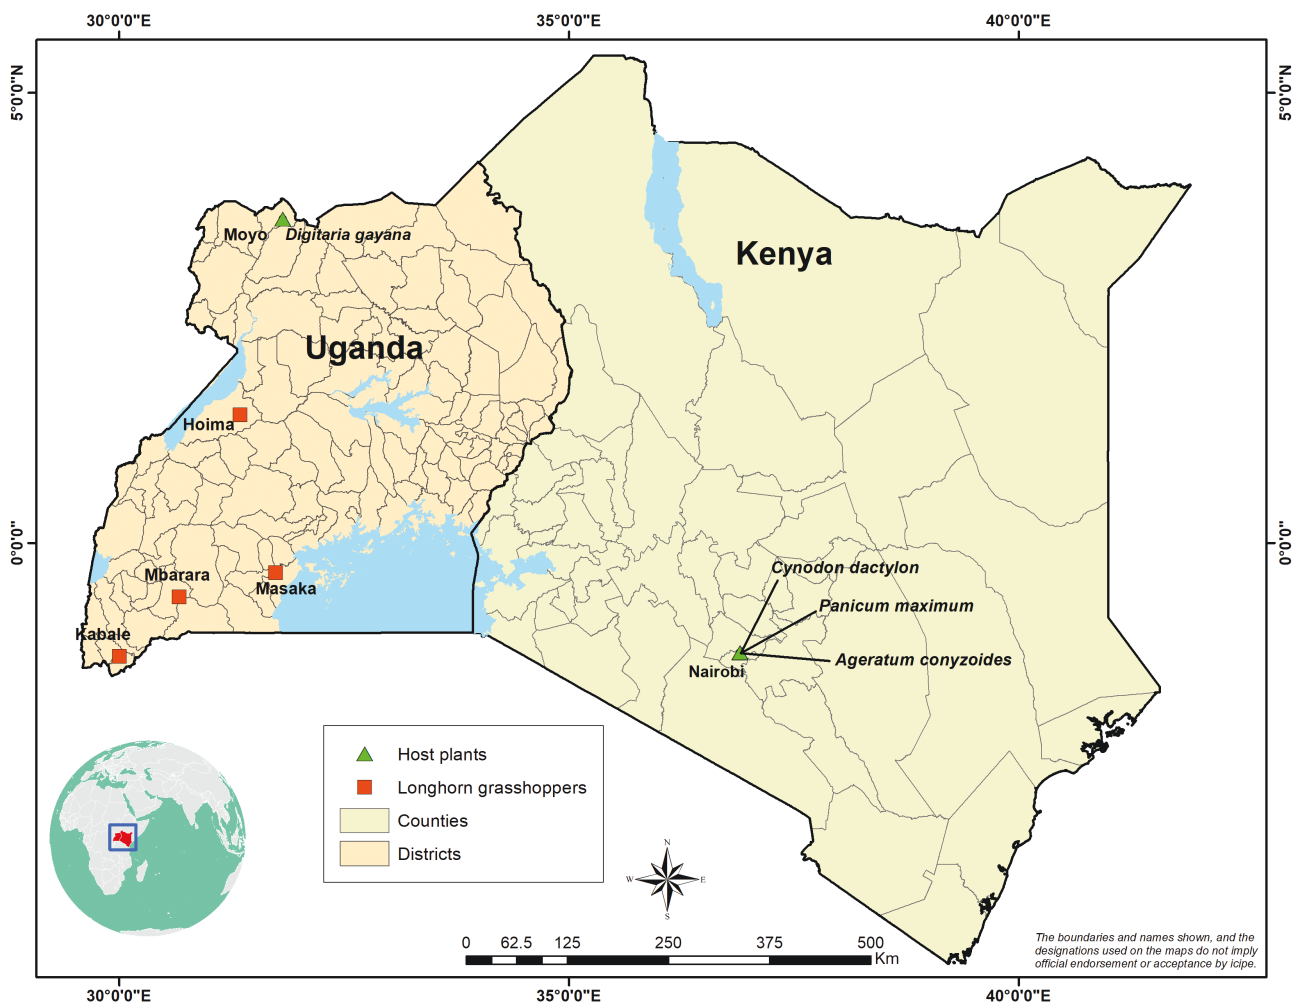 30°0'0"E
35°0'0"E
40°0'0"E
5°0'0"N
5°0'0"N
Moyo
Digitaria gayana
Kenya
Uganda
Hoima
0°0'0"
0°0'0"
Mbarara
Masaka
Kabale
Cynodon dactylon
Panicum maximum
Ageratum conyzoides
Nairobi
Host plants
Longhorn grasshoppers
Counties
Districts
N
W
E
S
0 62.5 125 250 375 500
Km
The boundaries and names shown, and the
designations used on the maps do not imply
official endorsement or acceptance by icipe.
30°0'0"E
35°0'0"E
40°0'0"E